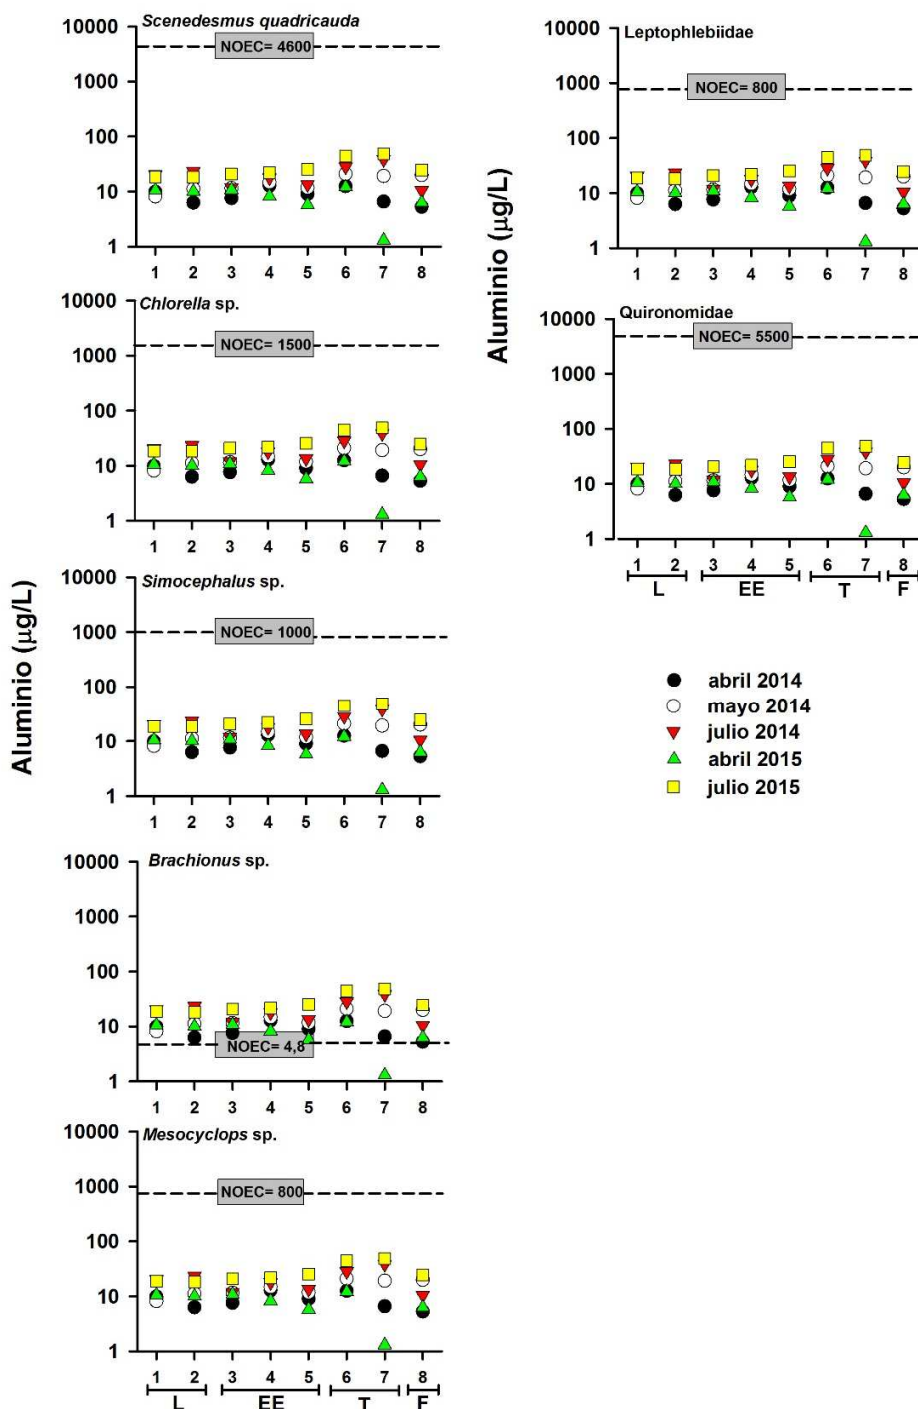 Scenedesmus quadricauda
NOEC= 4600
10000
1000
100
10
1
1 2 3 4 5 6 7 8
Chlorella sp.
NOEC= 1500
10000
1000
100
10
1
1 2 3 4 5 6 7 8
Simocephalus sp.
NOEC= 1000
10000
1000
100
10
1
1 2 3 4 5 6 7 8
Aluminio (µg/L)
Brachionus sp.
10000
1000
100
10
1
NOEC= 4,8
1 2 3 4 5 6 7 8
Mesocyclops sp.
NOEC= 800
10000
1000
100
10
1
1 2 3 4 5 6 7 8
L EE T F
Leptophlebiidae
NOEC= 800
10000
1000
100
10
1
1 2 3 4 5 6 7 8
Aluminio (µg/L)
Quironomidae
NOEC= 5500
10000
1000
100
10
1
1 2 3 4 5 6 7 8
L EE T F
abril 2014
mayo 2014
julio 2014
abril 2015
julio 2015